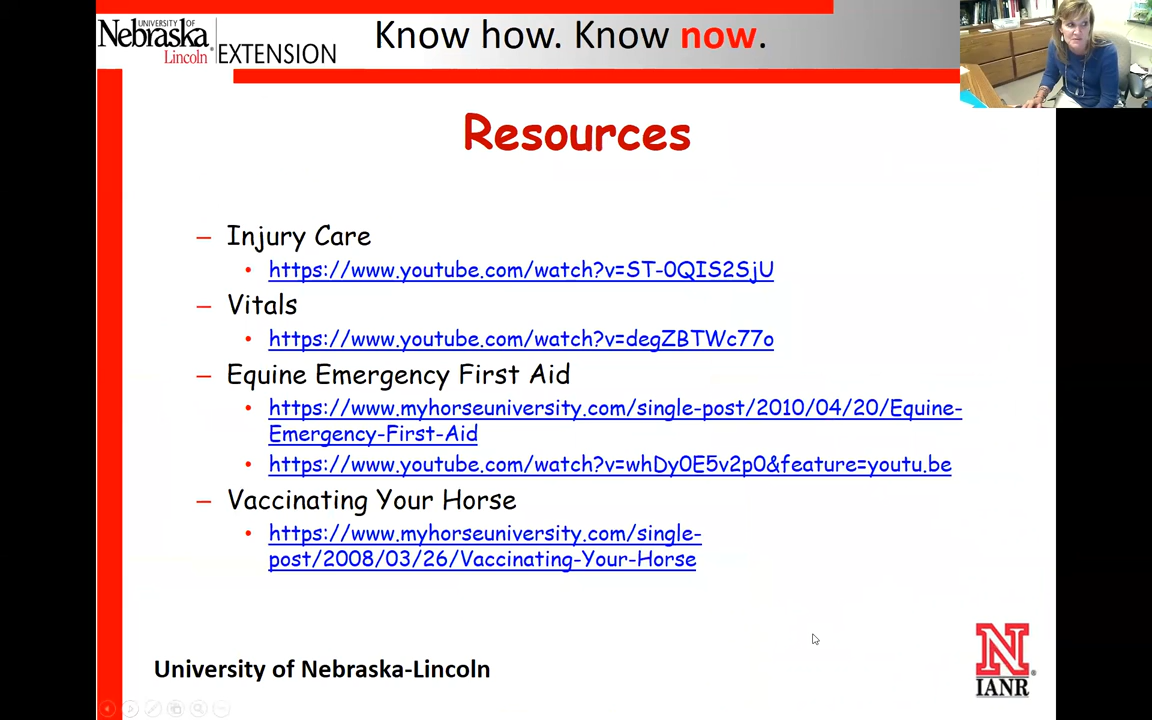 UNIVERSITY OF
Nebraska
Lincoln
EXTENSION
Know how. Know now.
Resources
– Injury Care
• https://www.youtube.com/watch?v=ST-0QIS2SjU
– Vitals
• https://www.youtube.com/watch?v=degZBTWc77o
– Equine Emergency First Aid
• https://www.myhorseuniversity.com/single-post/2010/04/20/Equine-
Emergency-First-Aid
• https://www.youtube.com/watch?v=whDy0E5v2p0&feature=youtu.be
– Vaccinating Your Horse
• https://www.myhorseuniversity.com/single-
post/2008/03/26/Vaccinating-Your-Horse
University of Nebraska-Lincoln
N
IANR